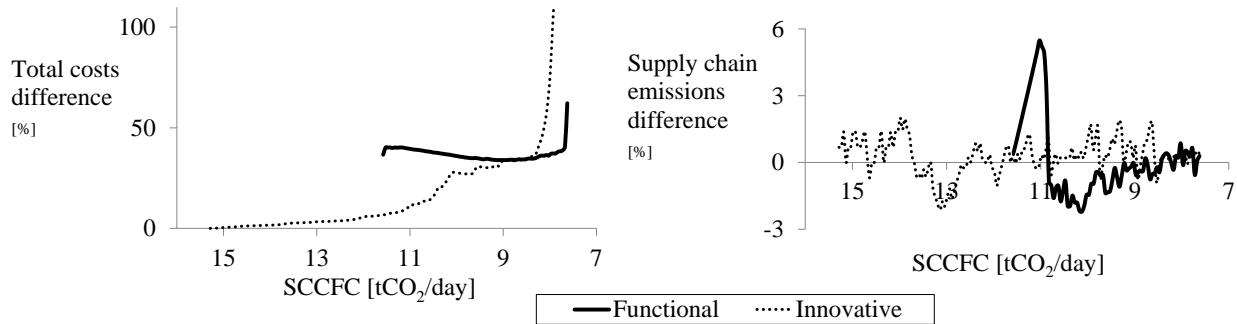 Total costs
difference
[%]
100
50
0
15 13 11 9 7
SCCFC [tCO₂/day]
Supply chain
emissions
difference
[%]
6
3
0
-3
15 13 11 9 7
SCCFC [tCO₂/day]
Functional Innovative